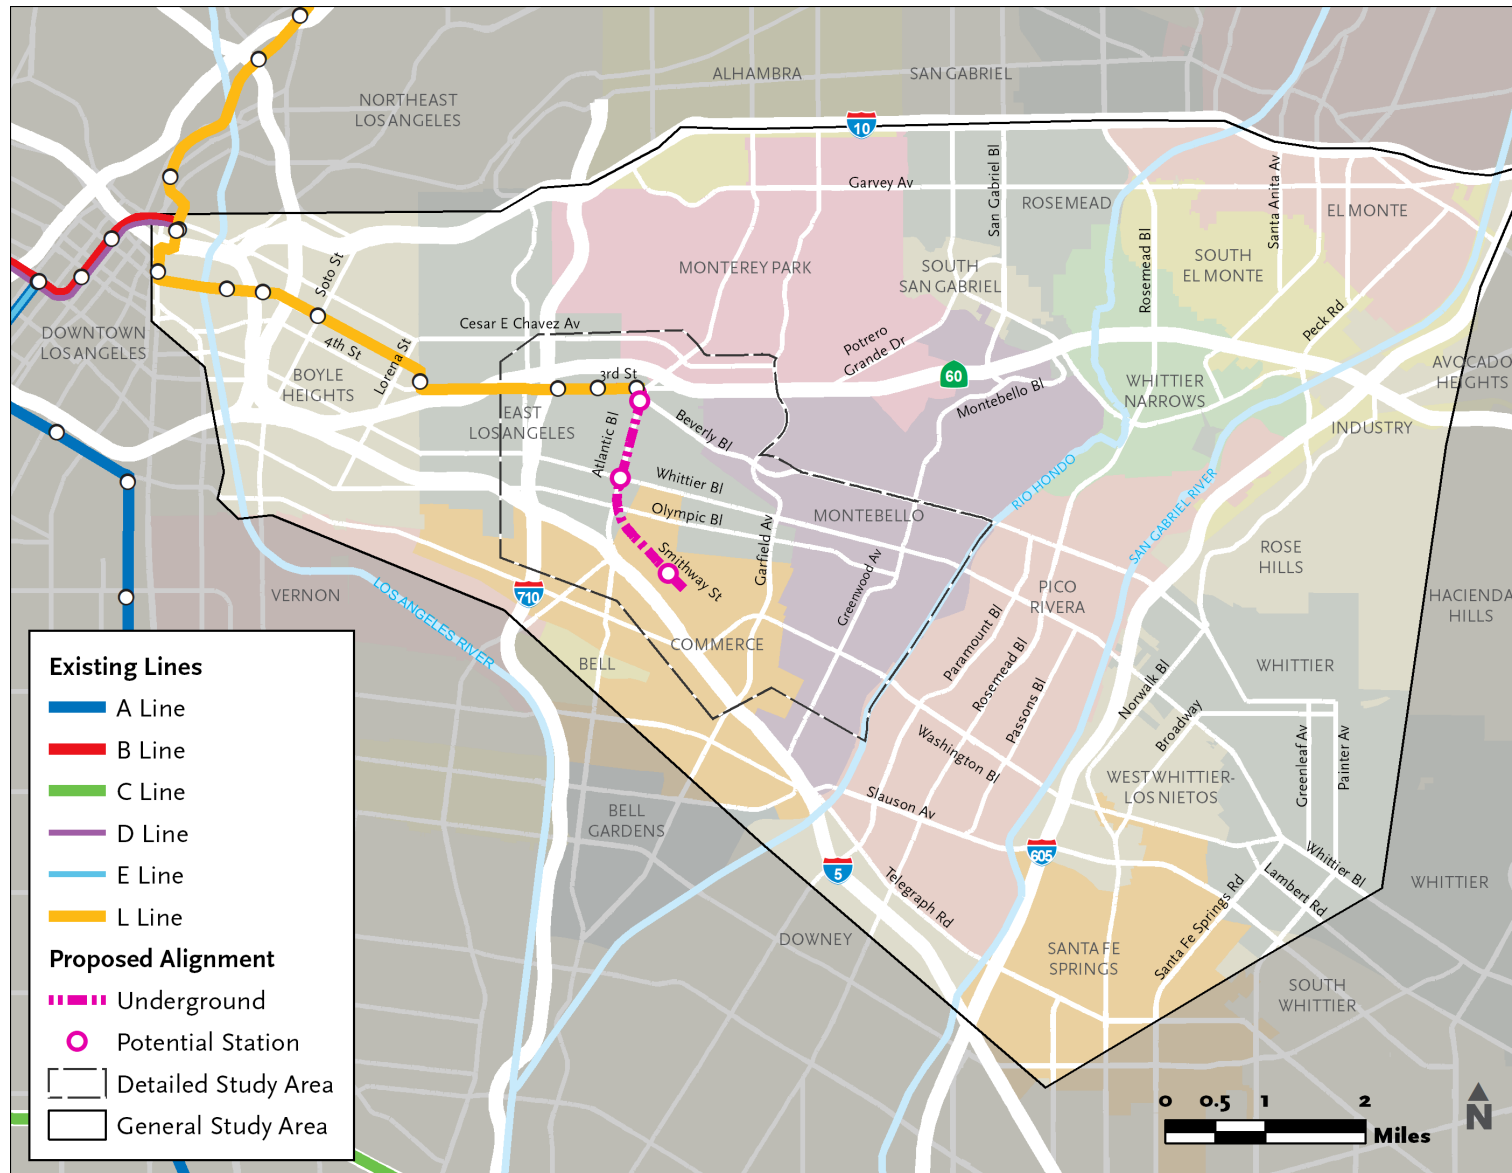 ALHAMBRA
SAN GABRIEL
NORTHEAST
LOS ANGELES
10
Garvey Av
San Gabriel Bl
ROSEMEAD
Santa Anita Av
EL MONTE
MONTEREY PARK
SOUTH
SAN GABRIEL
Rosemead Bl
SOUTH
EL MONTE
Soto St
DOWNTOWN
LOS ANGELES
4th St
Lorena St
Cesar E Chavez Av
Potrero
Grande Dr
Peck Rd
BOYLE
HEIGHTS
3rd St
60
Montebello Bl
WHITTIER
NARROWS
AVOCADO
HEIGHTS
EAST
LOS ANGELES
Atlantic Bl
Beverly Bl
INDUSTRY
Whittier Bl
Olympic Bl
MONTEBELLO
RIO HONDO
SAN GABRIEL RIVER
Smithway St
Garfield Av
Greenwood Av
ROSE
HILLS
VERNON
LOS ANGELES RIVER
710
PICO
RIVERA
HACIENDA
HILLS
COMMERCE
BELL
Paramount Bl
Rosemead Bl
Passons Bl
Norwalk Bl
Broadway
WHITTIER
Greenleaf Av
Painter Av
Washington Bl
WEST WHITTIER-
LOS NIETOS
Slauson Av
BELL
GARDENS
5
605
Whittier Bl
Lambert Rd
WHITTIER
Telegraph Rd
Santa Fe Springs Rd
DOWNEY
SANTA FE
SPRINGS
SOUTH
WHITTIER
Existing Lines
A Line
B Line
C Line
D Line
E Line
L Line
Proposed Alignment
Underground
Potential Station
Detailed Study Area
General Study Area
0 0.5 1 2
Miles
N